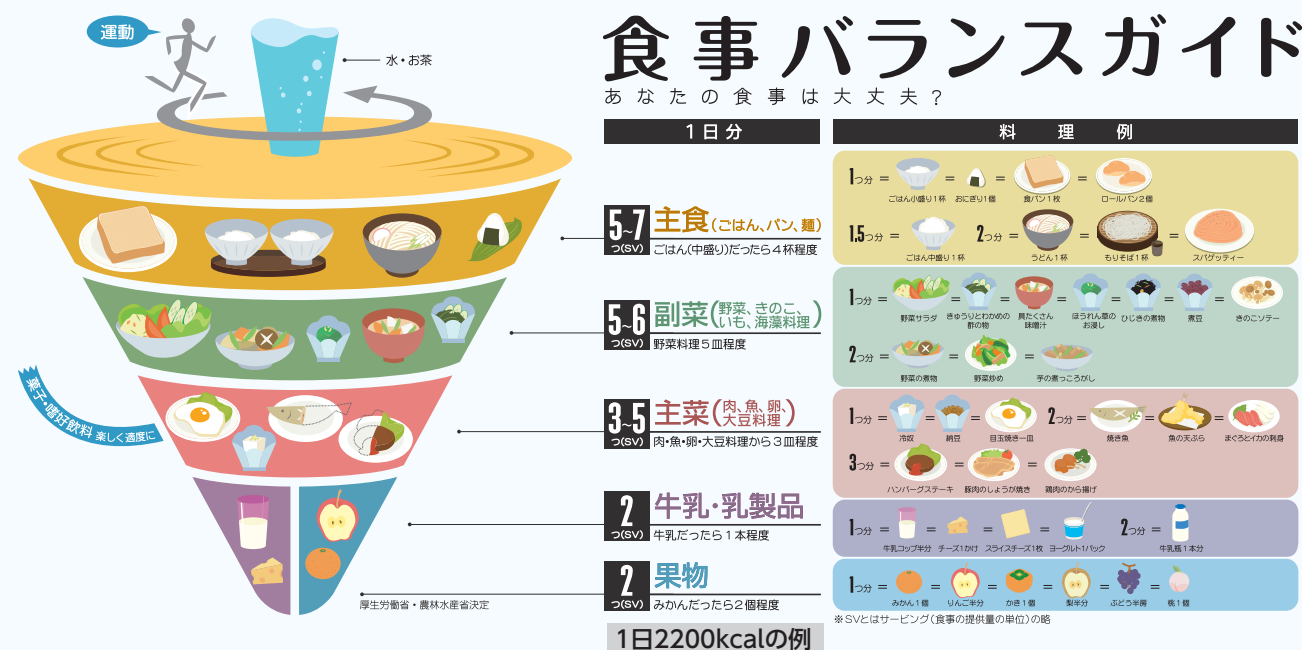 運動
水・お茶
食事バランスガイド
あなたの食事は大丈夫?
1日分
料理例
5~7
つ(SV)
主食(ごはん、パン、麺)
ごはん(中盛り)だったら4杯程度
5~6
つ(SV)
副菜(野菜、きのこ、
いも、海藻料理)
野菜料理5皿程度
3~5
つ(SV)
主菜(肉、魚、卵、
大豆料理)
肉・魚・卵・大豆料理から3皿程度
2
つ(SV)
牛乳・乳製品
牛乳だったら1本程度
2
つ(SV)
果物
みかんだったら2個程度
菓子・嗜好飲料 楽しく適度に
厚生労働省・農林水産省決定
1日2200kcalの例
1つ分 = = = =
ごはん小盛り1杯 おにぎり1個 食パン1枚 ロールパン2個
1.5つ分 = 2つ分 = = =
ごはん中盛り1杯 うどん1杯 もりそば1杯 スパゲッティー
1つ分 = = = = = = =
野菜サラダ きゅうりとわかめの 具たくさん ほうれん草の ひじきの煮物 煮豆 きのこソテー
酢の物 味噌汁 お浸し
2つ分 = = =
野菜の煮物 野菜炒め 芋の煮っころがし
1つ分 = = = 2つ分 = = =
冷奴 納豆 目玉焼き一皿 焼き魚 魚の天ぷら まぐろとイカの刺身
3つ分 = = =
ハンバーグステーキ 豚肉のしょうが焼き 鶏肉のから揚げ
1つ分 = = = = 2つ分 =
牛乳コップ半分 チーズ1かけ スライスチーズ1枚 ヨーグルト1パック 牛乳瓶1本分
1つ分 = = = = = =
みかん1個 りんご半分 かき1個 梨半分 ぶどう半房 桃1個
※SVとはサービング(食事の提供量の単位)の略